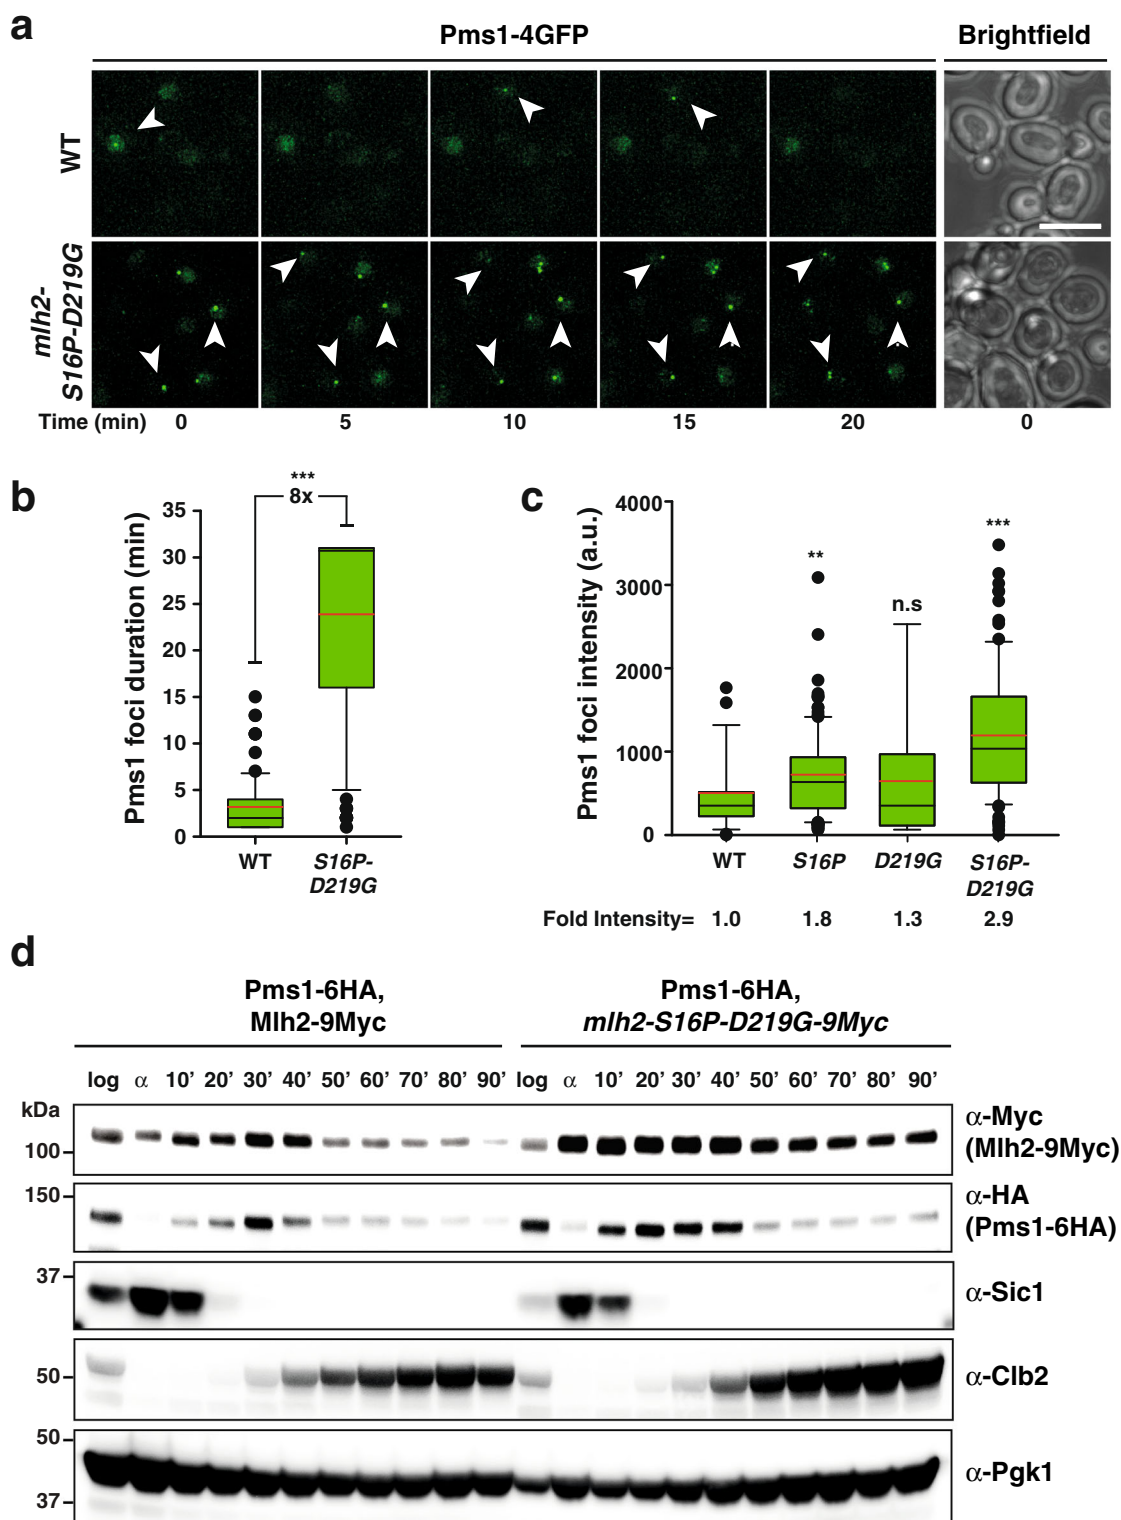 a
Pms1-4GFP
Brightfield
WT
mlh2-
S16P-D219G
Time (min) 0 5 10 15 20 0
b
***
8x
Pms1 foci duration (min)
35
30
25
20
15
10
5
0
WT
S16P-
D219G
c
Pms1 foci intensity (a.u.)
4000
3000
2000
1000
0
**
n.s
***
WT
S16P
D219G
S16P-
D219G
Fold Intensity= 1.0 1.8 1.3 2.9
d
Pms1-6HA,
Mlh2-9Myc
Pms1-6HA,
mlh2-S16P-D219G-9Myc
log α 10’ 20’ 30’ 40’ 50’ 60’ 70’ 80’ 90’ log α 10’ 20’ 30’ 40’ 50’ 60’ 70’ 80’ 90’
kDa
100
α-Myc
(Mlh2-9Myc)
150
α-HA
(Pms1-6HA)
37
α-Sic1
50
α-Clb2
50
37
α-Pgk1